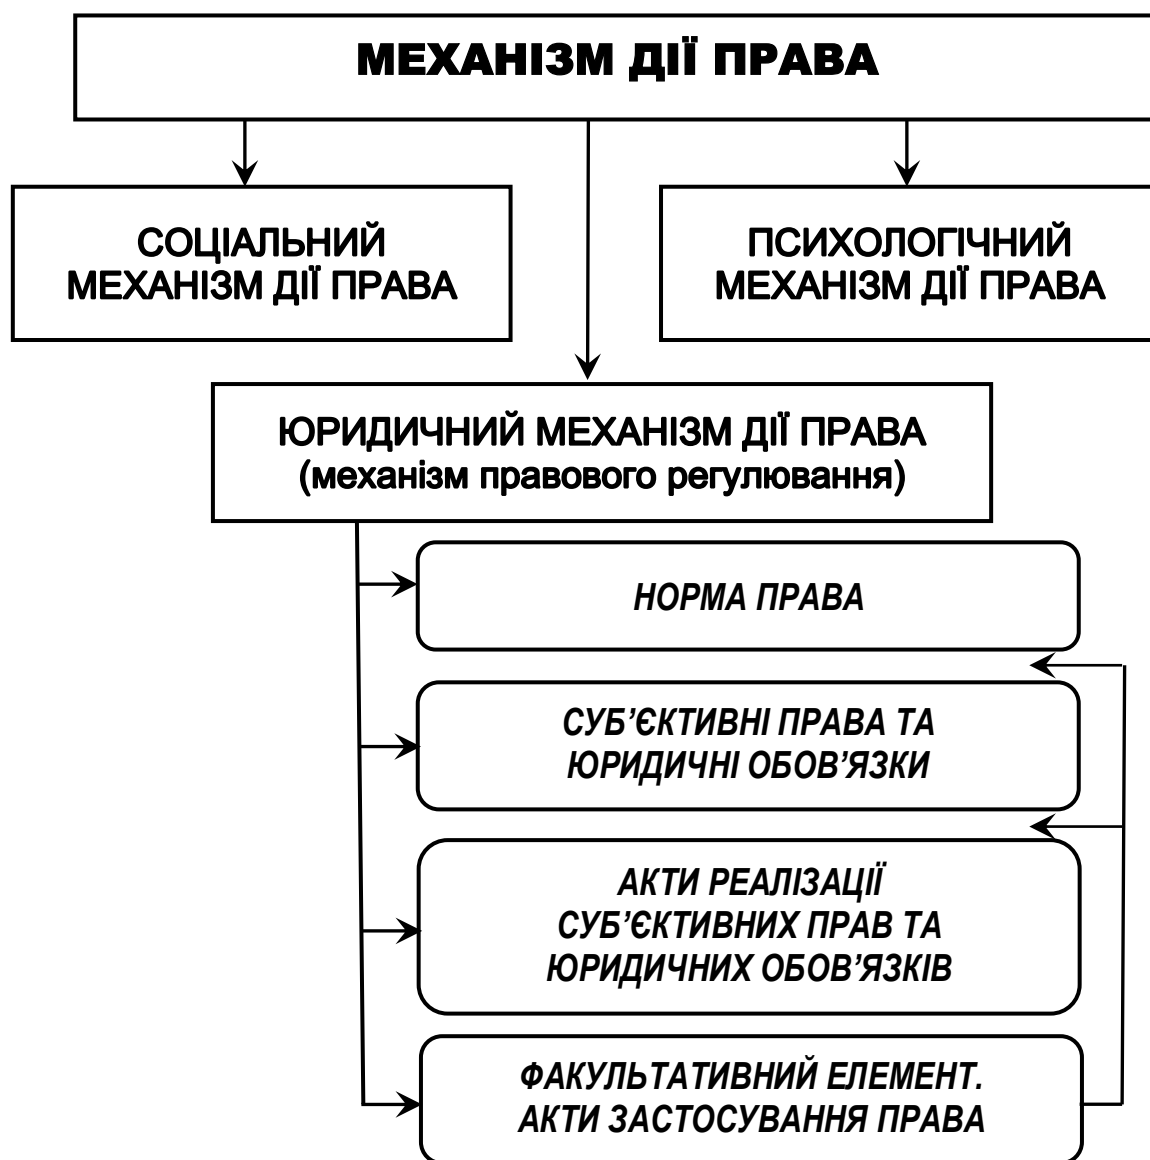 МЕХАНІЗМ ДІЇ ПРАВА
СОЦІАЛЬНИЙ
МЕХАНІЗМ ДІЇ ПРАВА
ПСИХОЛОГІЧНИЙ
МЕХАНІЗМ ДІЇ ПРАВА
ЮРИДИЧНИЙ МЕХАНІЗМ ДІЇ ПРАВА
(механізм правового регулювання)
НОРМА ПРАВА
СУБ’ЄКТИВНІ ПРАВА ТА
ЮРИДИЧНІ ОБОВ’ЯЗКИ
АКТИ РЕАЛІЗАЦІЇ
СУБ’ЄКТИВНИХ ПРАВ ТА
ЮРИДИЧНИХ ОБОВ’ЯЗКІВ
ФАКУЛЬТАТИВНИЙ ЕЛЕМЕНТ.
АКТИ ЗАСТОСУВАННЯ ПРАВА